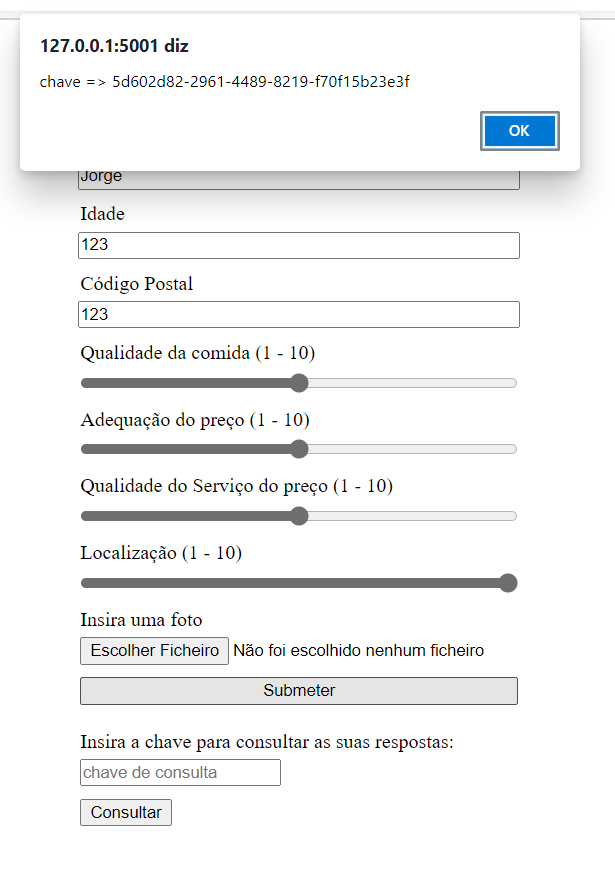 127.0.0.1:5001 diz
chave => 5d602d82-2961-4489-8219-f70f15b23e3f
OK
Jorge
Idade
123
Código Postal
123
Qualidade da comida (1 - 10)
Adequação do preço (1 - 10)
Qualidade do Serviço do preço (1 - 10)
Localização (1 - 10)
Insira uma foto
Escolher Ficheiro Não foi escolhido nenhum ficheiro
Submeter
Insira a chave para consultar as suas respostas:
chave de consulta
Consultar